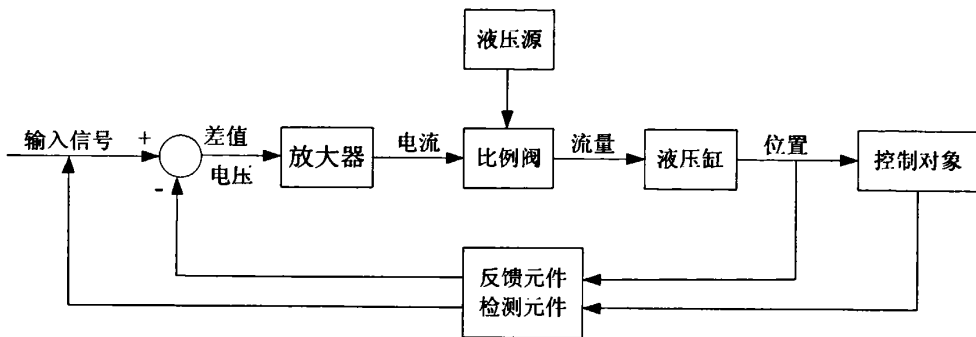 液压源
输入信号
+
-
差值
电压
放大器
电流
比例阀
流量
液压缸
位置
控制对象
反馈元件
检测元件